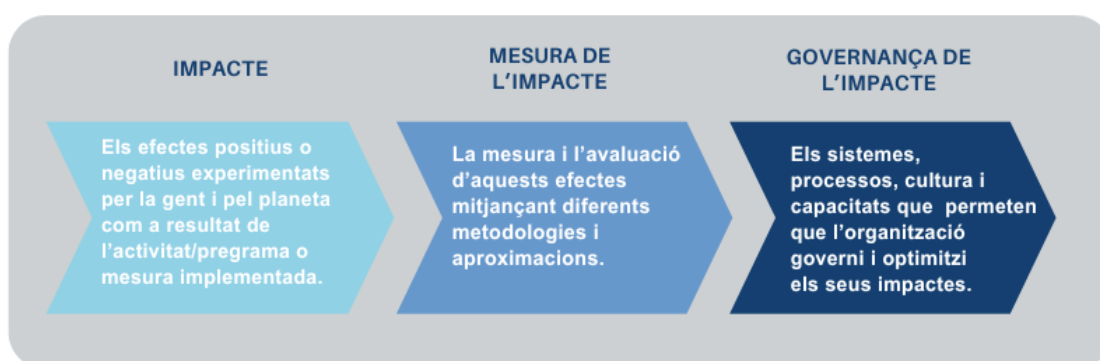 IMPACTE
Els efectes positius o
negatius experimentats
per la gent i pel planeta
com a resultat de
l'activitat/pregrama o
mesura implementada.
MESURA DE
L'IMPACTE
La mesura i l'avaluació
d'aquests efectes
mitjançant diferents
metodologies i
aproximacions.
GOVERNANÇA DE
L'IMPACTE
Els sistemes,
processos, cultura i
capacitats que permeten
que l'organització
governi i optimitzi
els seus impactes.